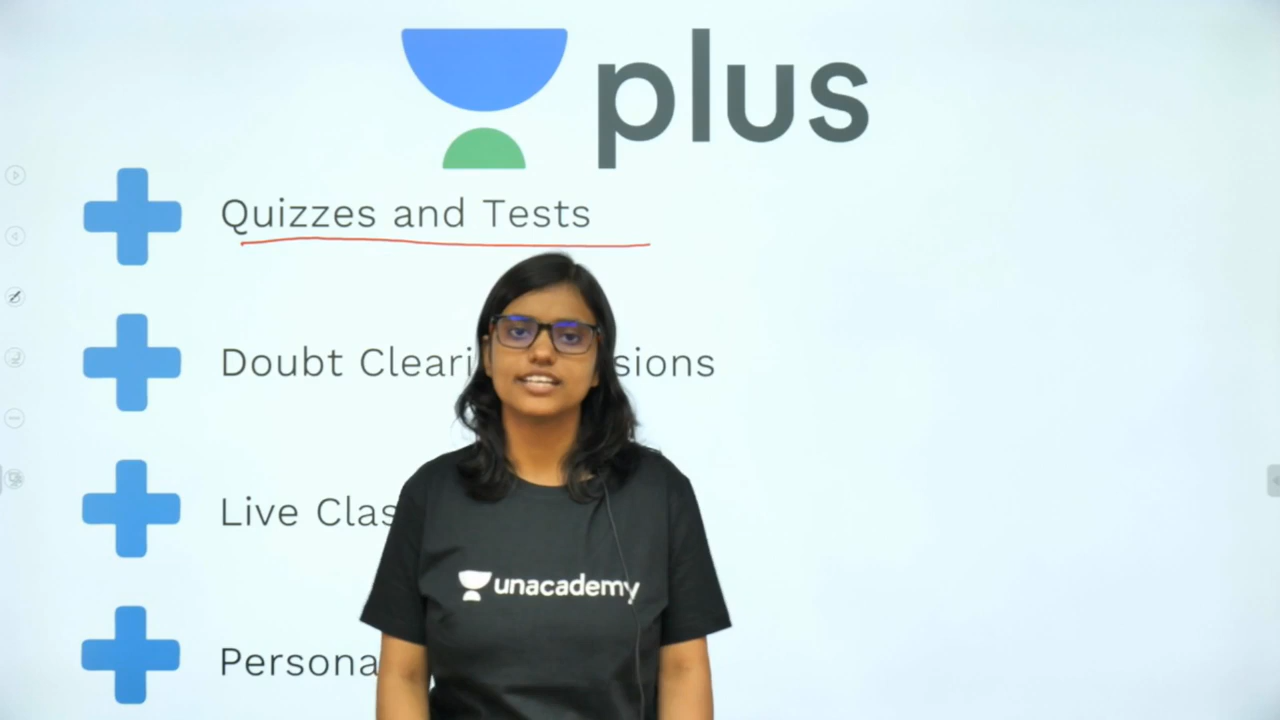 plus
Quizzes and Tests
Doubt Cleari sions
Live Clas
Persona
unacademy